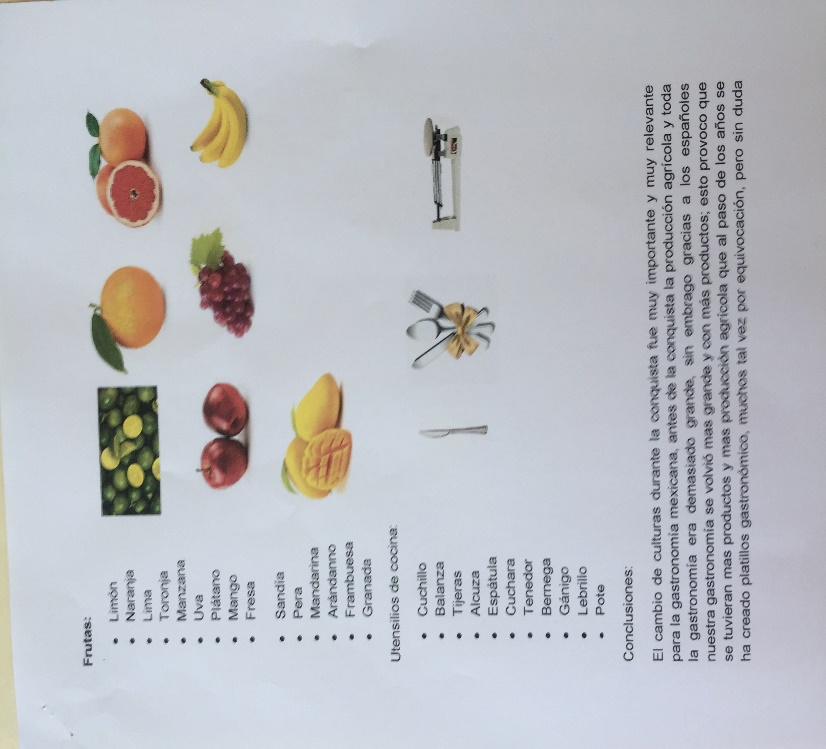 Frutas:
• Limón
• Naranja
• Lima
• Toronja
• Manzana
• Uva
• Plátano
• Mango
• Fresa
• Sandía
• Pera
• Mandarina
• Arándanno
• Frambuesa
• Granada
Utensilios de cocina:
• Cuchillo
• Balanza
• Tijeras
• Alcuza
• Espátula
• Cuchara
• Tenedor
• Bernega
• Gánigo
• Lebrillo
• Pote
Conclusiones:
El cambio de culturas durante la conquista fue muy importante y muy relevante
para la gastronomía mexicana, antes de la conquista la producción agrícola y toda
la gastronomía era demasiado grande, sin embrago gracias a los españoles
nuestra gastronomía se volvió mas grande y con más productos; esto provoco que
se tuvieran mas productos y mas producción agrícola que al paso de los años se
ha creado platillos gastronómico, muchos tal vez por equivocación, pero sin duda